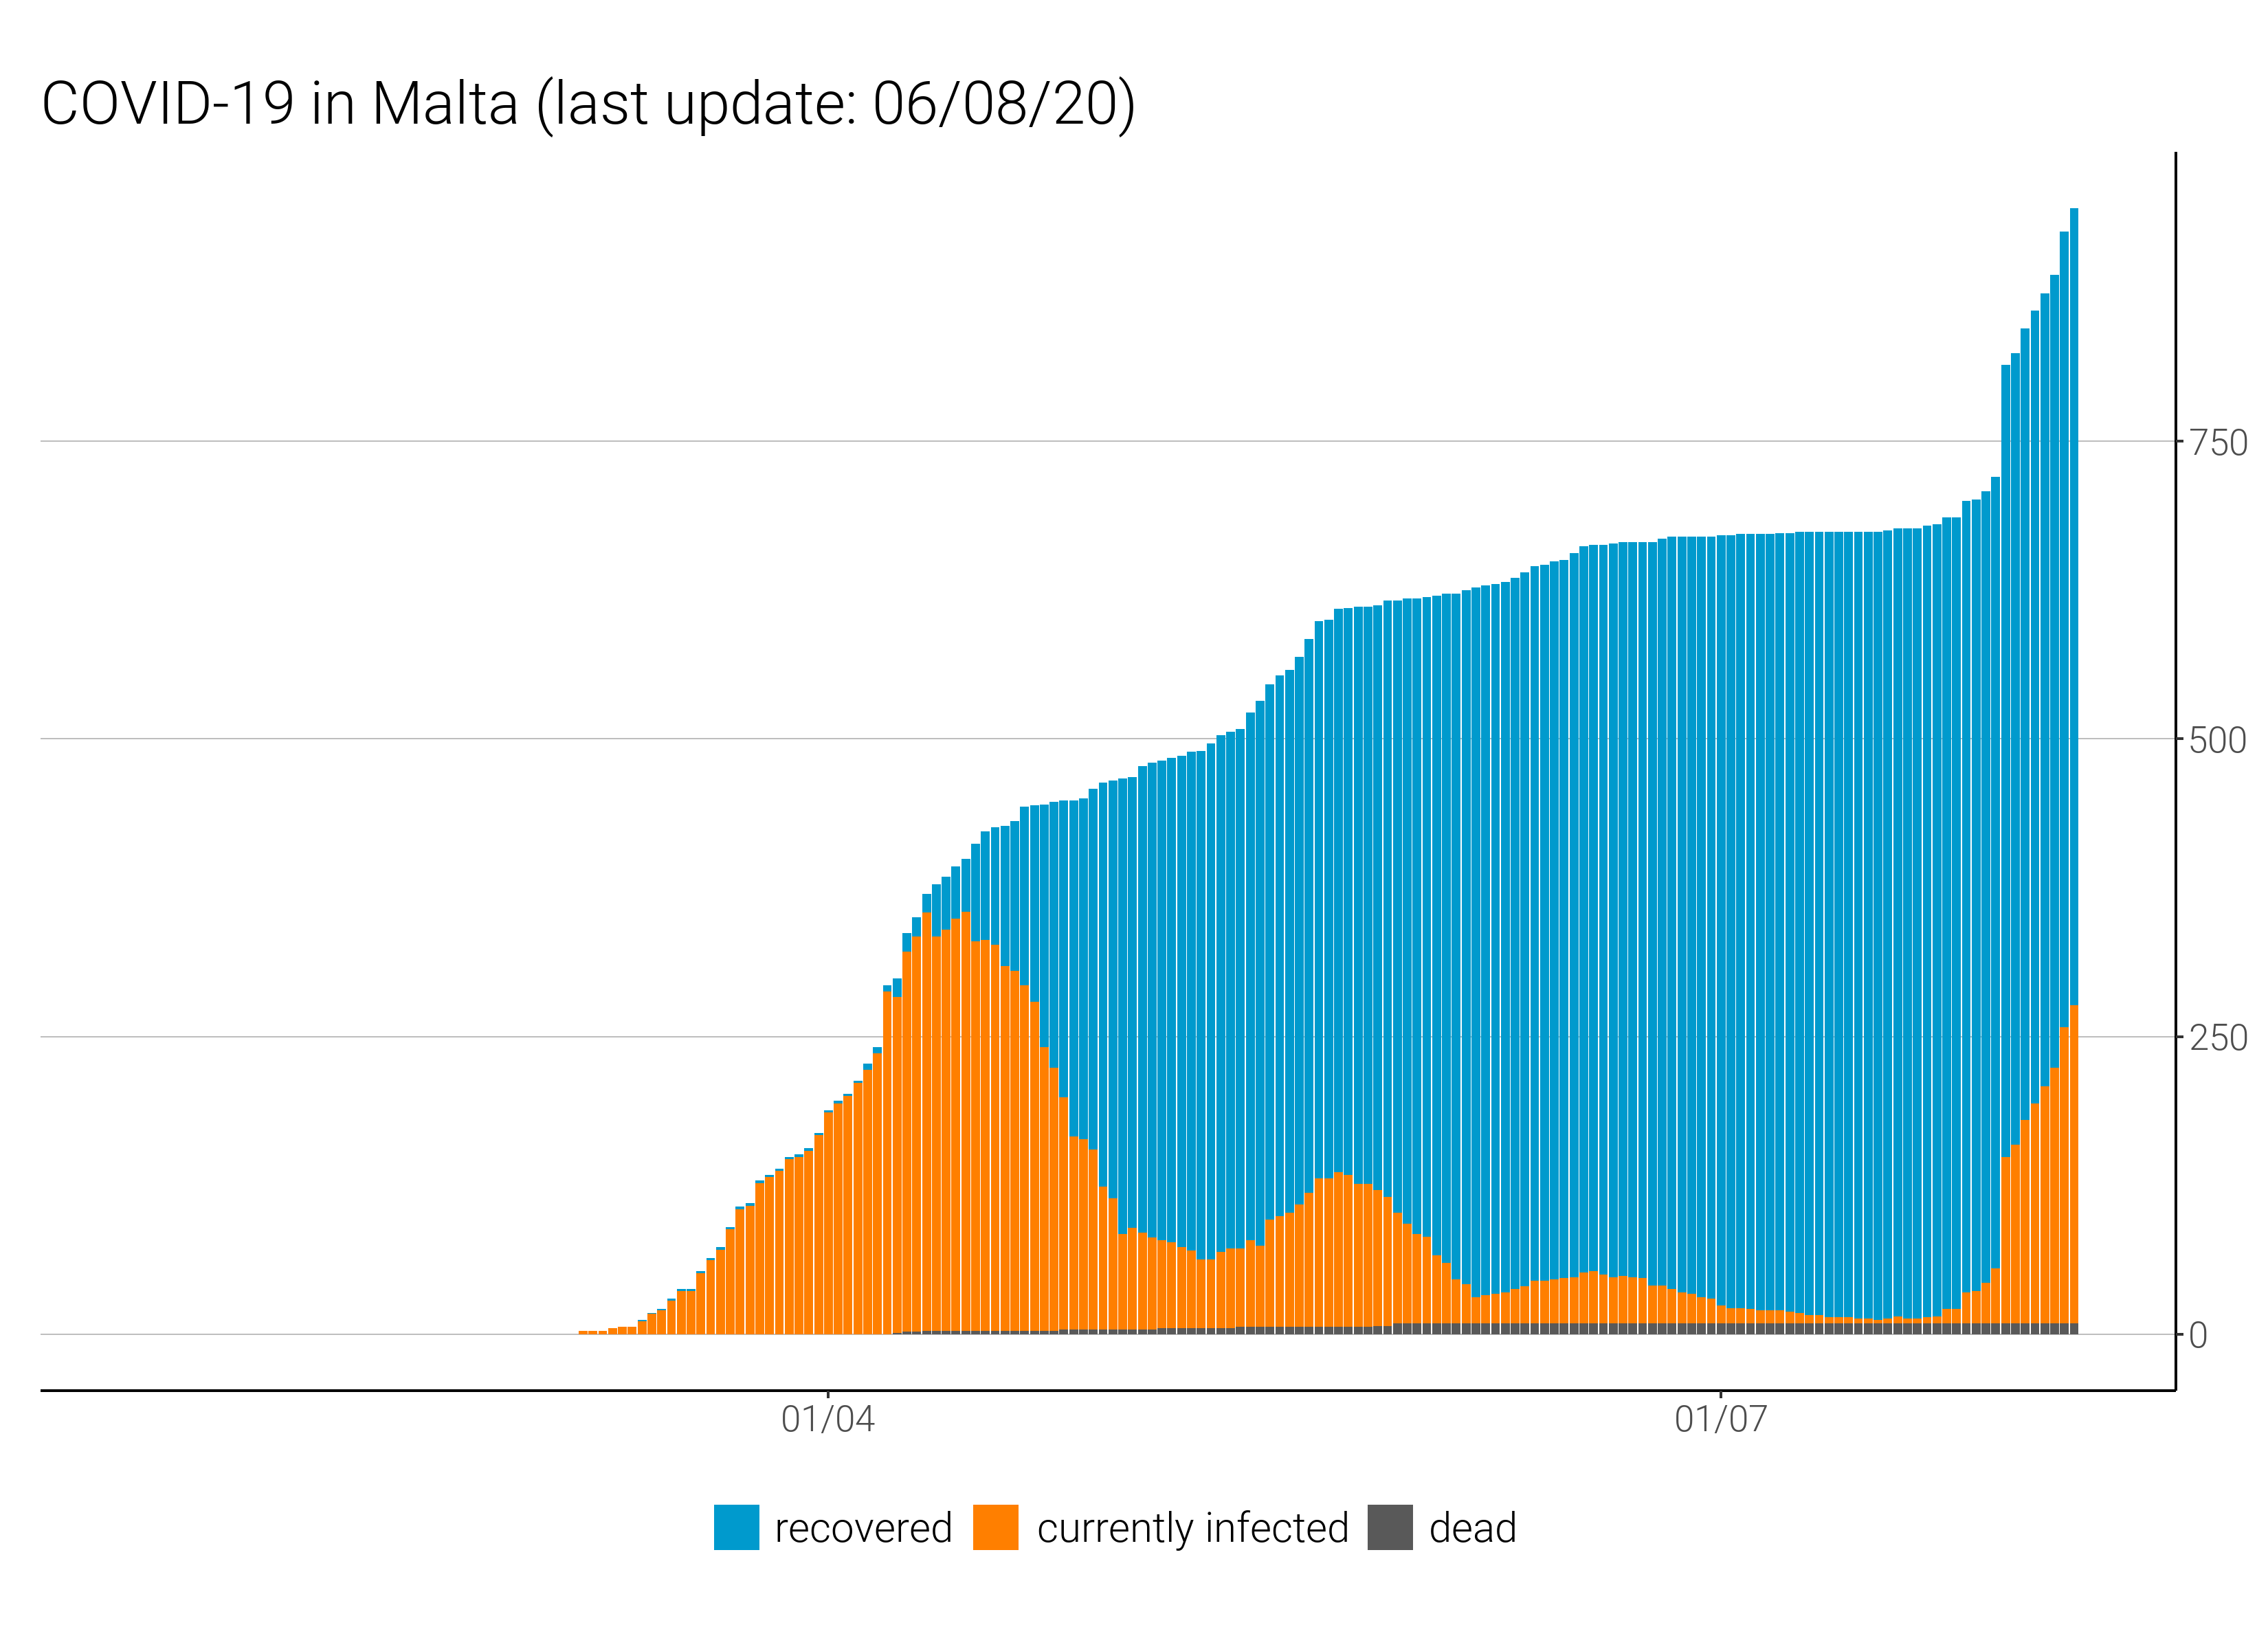 COVID-19 in Malta (last update: 06/08/20)
750
500
250
0
01/04 01/07
recovered currently infected dead